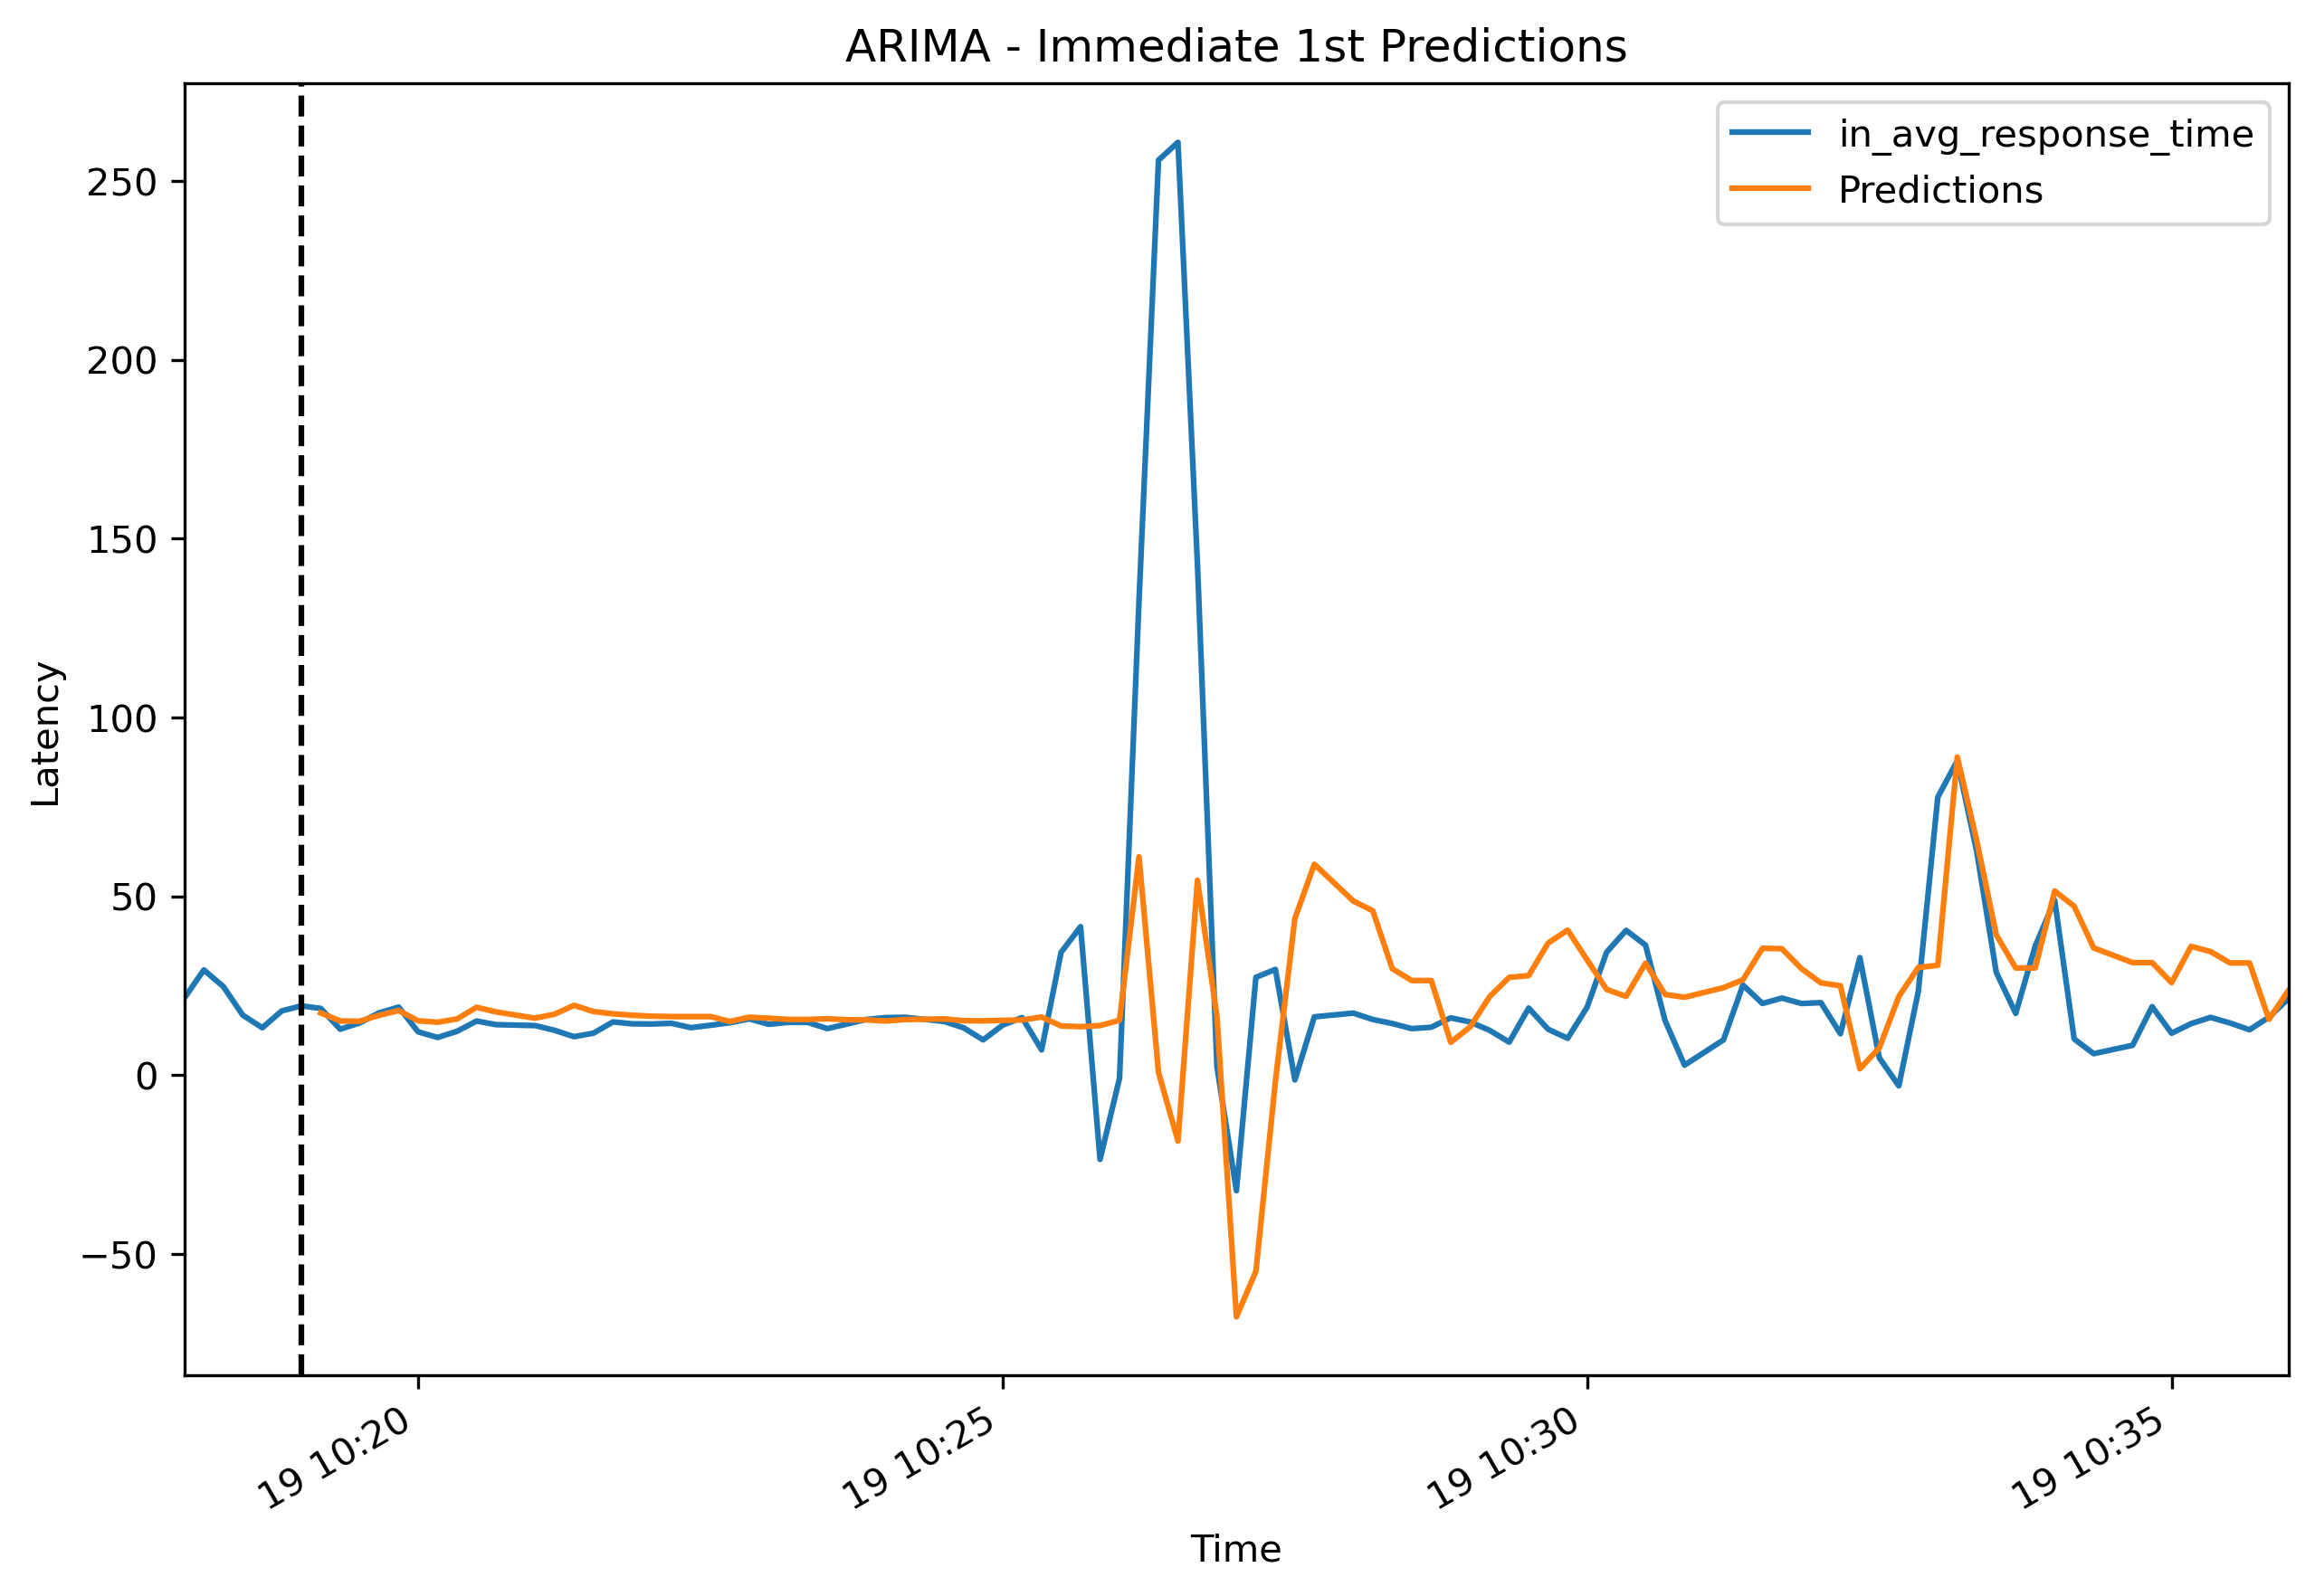 ARIMA - Immediate 1st Predictions
in_avg_response_time
Predictions
250
200
150
100
50
0
−50
Latency
19 10:20
19 10:25
19 10:30
19 10:35
Time